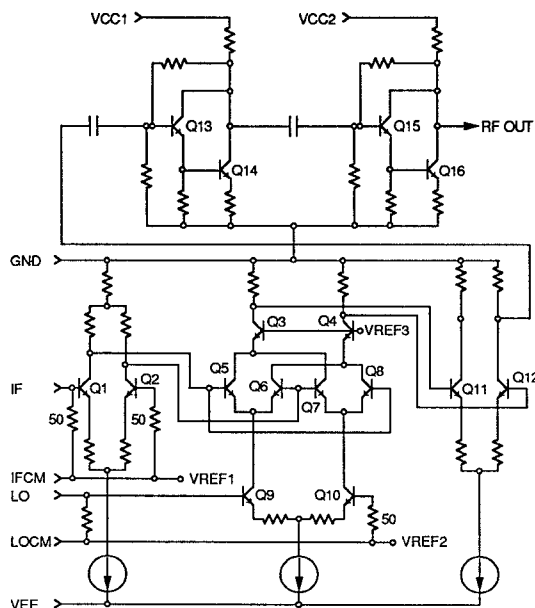 VCC1
VCC2
Q13
Q15
RF OUT
Q14
Q16
GND
Q3
Q4
VREF3
Q5
Q6
Q7
Q8
IF
Q1
Q2
Q11
Q12
50
50
IFCM
VREF1
LO
Q9
Q10
50
LOCM
VREF2
VEE